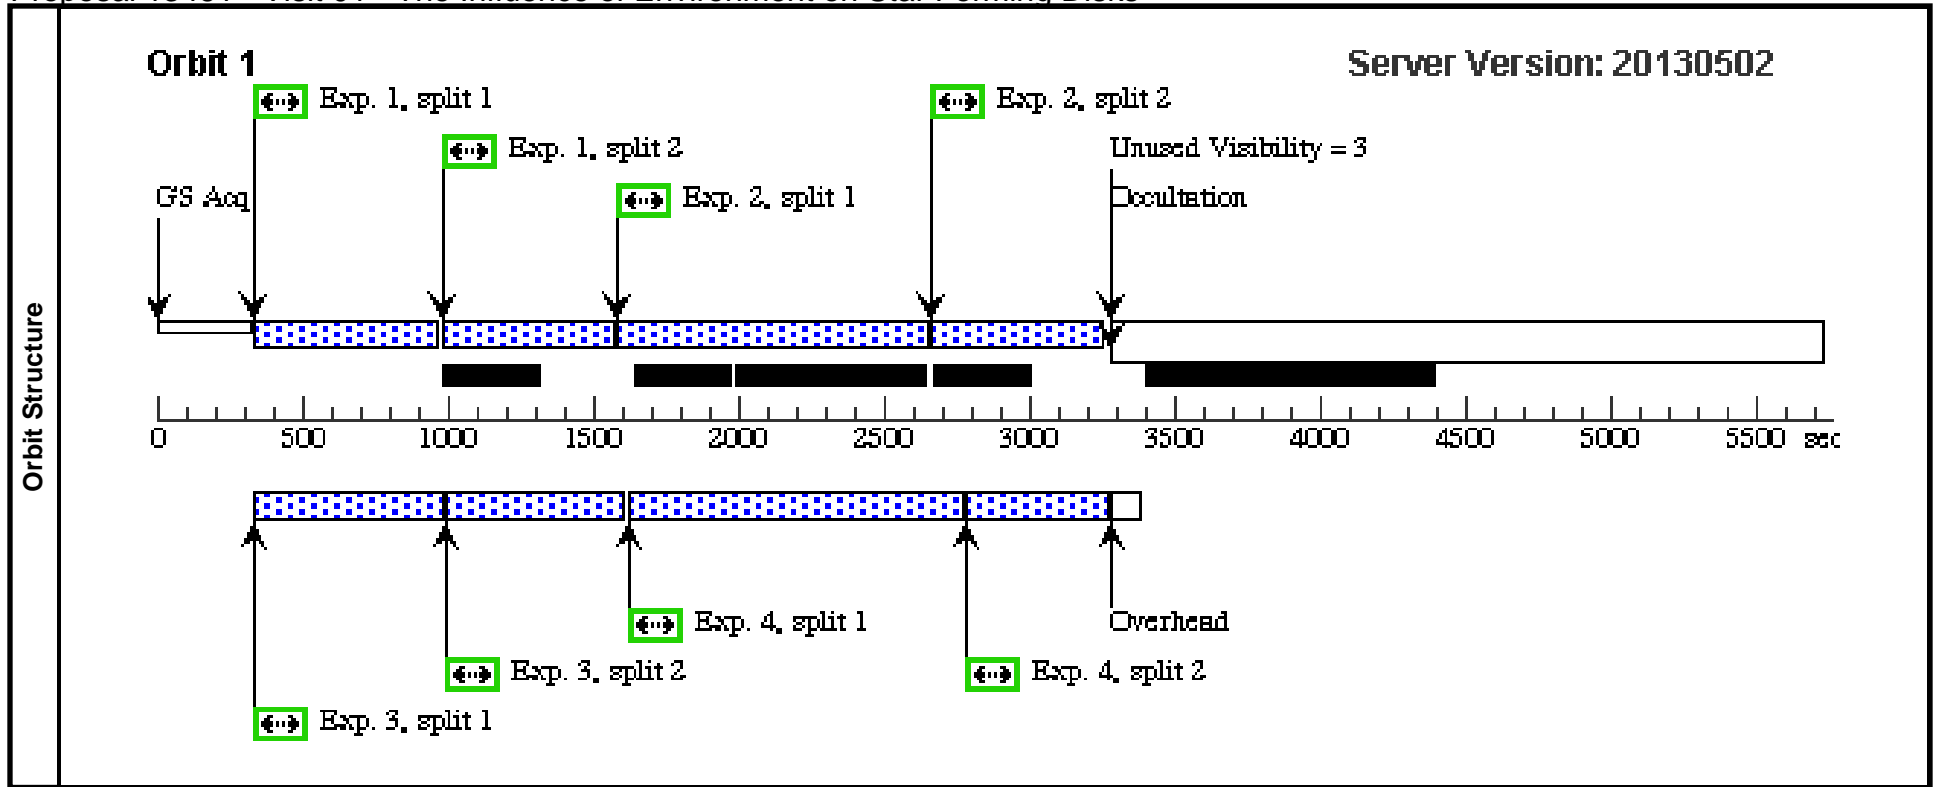 Orbit Structure
Orbit 1
Server Version: 20130502
Exp. 1, split 1
Exp. 2, split 2
Exp. 1, split 2
Unused Visibility = 3
GS Acq
Exp. 2, split 1
Occultation
0 500 1000 1500 2000 2500 3000 3500 4000 4500 5000 5500 sec
Exp. 4, split 1
Overhead
Exp. 3, split 2
Exp. 4, split 2
Exp. 3, split 1